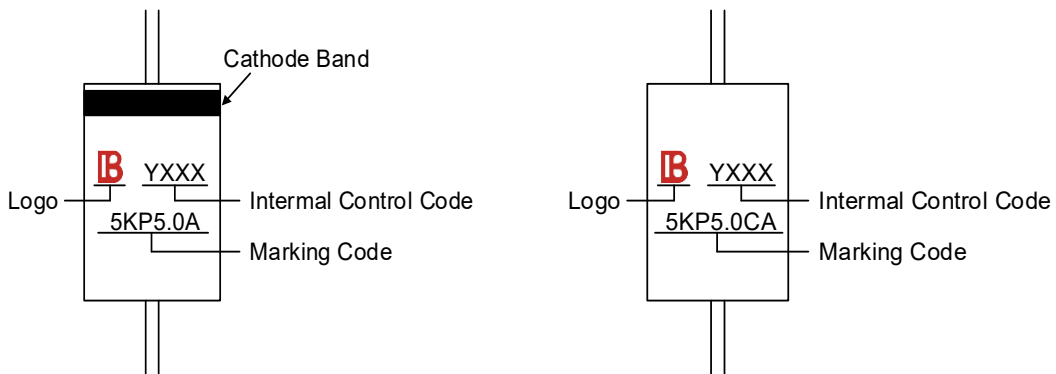 Cathode Band
B YXXX
Logo
Intermal Control Code
5KP5.0A
Marking Code
B YXXX
Logo
Intermal Control Code
5KP5.0CA
Marking Code